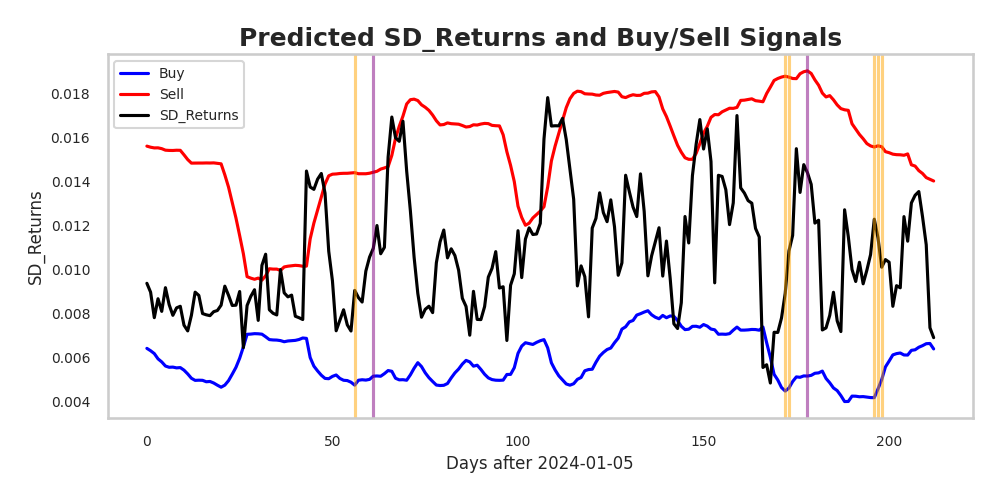 Predicted SD_Returns and Buy/Sell Signals
Buy
Sell
SD_Returns
0.018
0.016
0.014
0.012
0.010
0.008
0.006
0.004
SD_Returns
0
50
100
150
200
Days after 2024-01-05